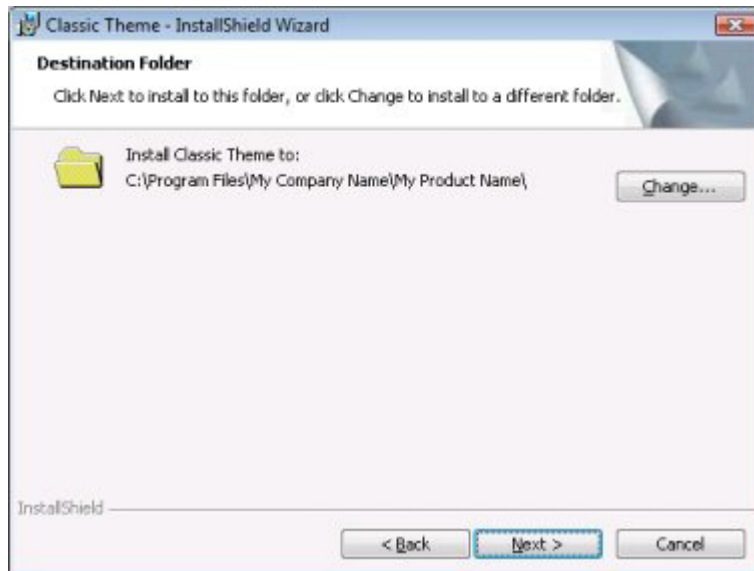 Classic Theme - InstallShield Wizard
Destination Folder
Click Next to install to this folder, or click Change to install to a different folder.
Install Classic Theme to:
C:\Program Files\My Company Name\My Product Name\
Change...
InstallShield
< Back
Next >
Cancel